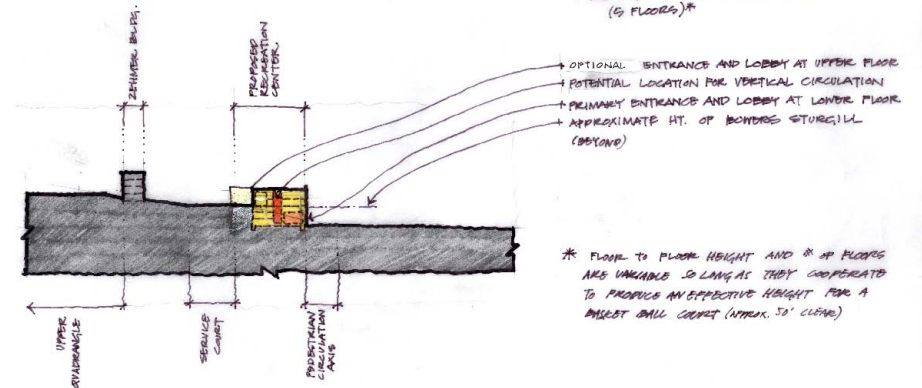 (5 FLOORS)*
ZEHMER BLDG.
PROPOSED
RECREATION
CENTER.
OPTIONAL ENTRANCE AND LOBBY AT UPPER FLOOR
POTENTIAL LOCATION FOR VERTICAL CIRCULATION
PRIMARY ENTRANCE AND LOBBY AT LOWER FLOOR
APPROXIMATE HT. OF BOWERS STURGILL
(BEYOND)
* FLOOR TO FLOOR HEIGHT AND # OF FLOORS
ARE VARIABLE SO LONG AS THEY COOPERATE
TO PRODUCE AN EFFECTIVE HEIGHT FOR A
BASKET BALL COURT (APPROX. 50' CLEAR)
UPPER
QUADRANGLE
SERVICE
COURT
PEDESTRIAN
CIRCULATION
AXIS